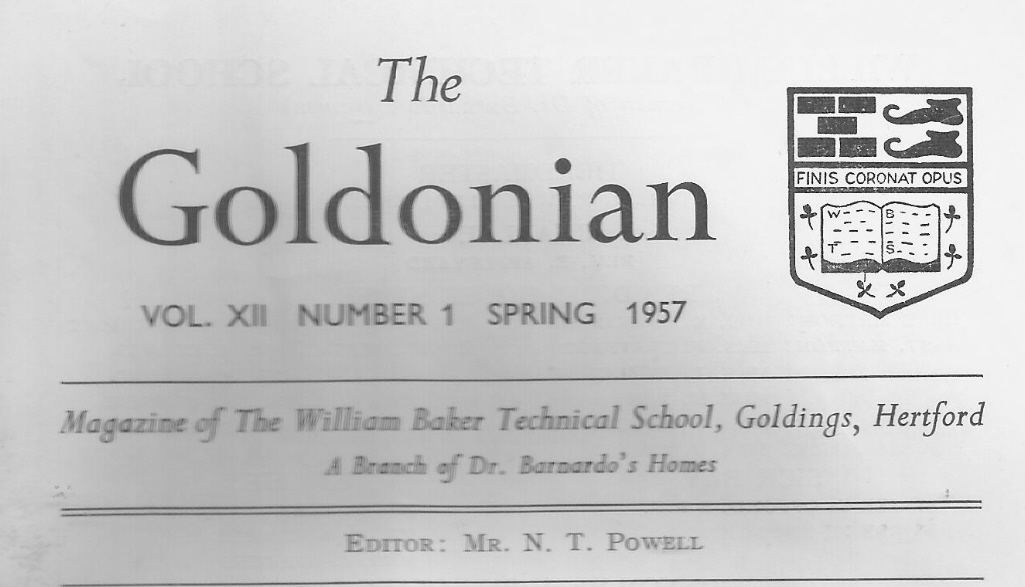 The
Goldonian
VOL. XII NUMBER 1 SPRING 1957
FINIS CORONAT OPUS
W B
T S
Magazine of The William Baker Technical School, Goldings, Hertford
A Branch of Dr. Barnardo's Homes
EDITOR: MR. N. T. POWELL